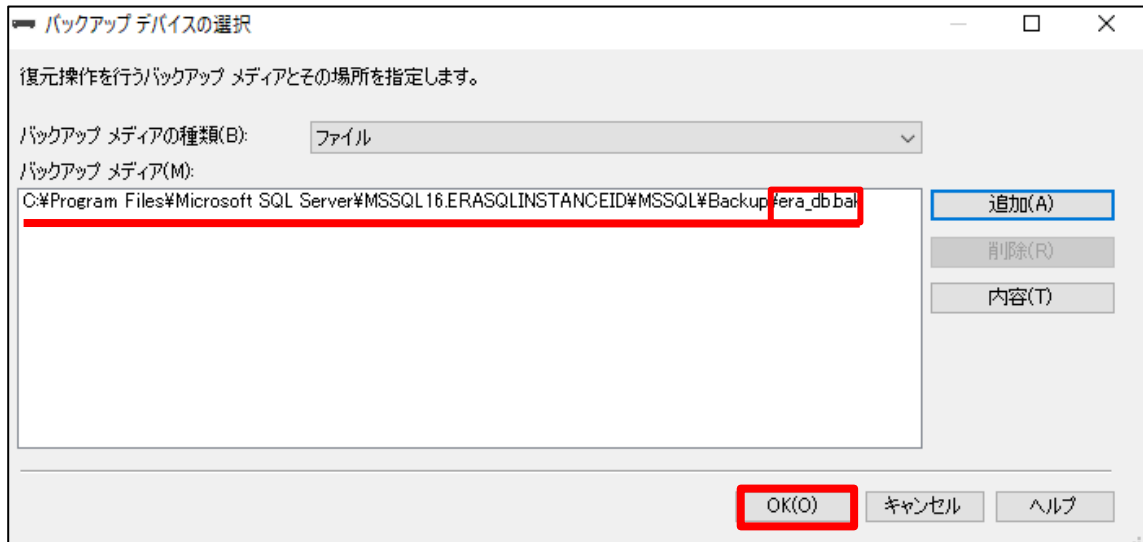 バックアップ デバイスの選択
復元操作を行うバックアップ メディアとその場所を指定します。
バックアップ メディアの種類(B): ファイル
バックアップ メディア(M):
C:¥Program Files¥Microsoft SQL Server¥MSSQL16.ERASQLINSTANCEID¥MSSQL¥Backup¥era_db.bak
追加(A)
削除(R)
内容(T)
OK(O) キャンセル ヘルプ